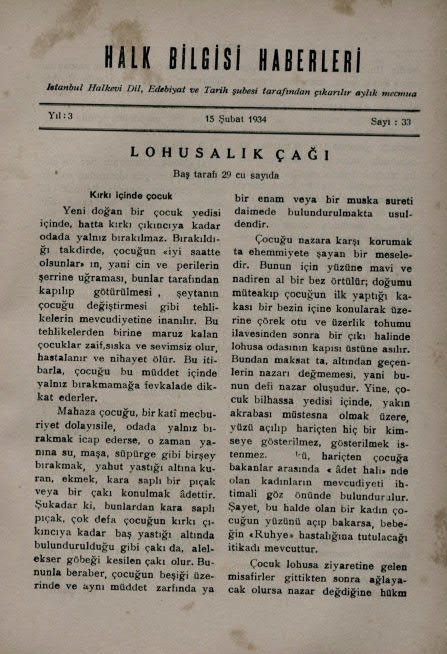 HALK BİLGİSİ HABERLERİ
Istanbul Halkevi Dil, Edebiyat ve Tarih şubesi tarafından çıkarılır aylık mecmua
Yıl : 3
15 Şubat 1934
Sayı : 33
LOHUSALIK ÇAĞI
Baş tarafı 29 cu sayıda
Kırkı içinde çocuk
Yeni doğan bir çocuk yedisi
içinde, hatta kırkı çıkıncıya kadar
odada yalnız bırakılmaz. Bırakıldı-
ğı takdirde, çocuğun «iyi saatte
olsunlar» ın, yani cin ve perilerin
şerrine uğraması, bunlar tarafından
kapılıp götürülmesi , şeytanın
çocuğu değiştirmesi gibi tehli-
kelerin mevcudiyetine inanılır. Bu
tehlikelerden birine maruz kalan
çocuklar zaif,sıska ve sevimsiz olur,
hastalanır ve nihayet ölür. Bu iti-
barla, çocuğu bu müddet içinde
yalnız bırakmamağa fevkalade dik-
kat ederler.
Mahaza çocuğu, bir katî mecbu-
riyet dolayısile, odada yalnız bı-
rakmak icap ederse, o zaman ya-
nına su, maşa, süpürge gibi birşey
bırakmak, yahut yastığı altına ku-
ran, ekmek, kara saplı bir pıçak
veya bir çakı konulmak âdettir.
Şukadar ki, bunlardan kara saplı
pıçak, çok defa çocuğun kırkı çı-
kıncıya kadar baş yastığı altında
bulundurulduğu gibi çakı da, alel-
ekser göbeği kesilen çakı olur. Bu-
nunla beraber, çocuğun beşiği üze-
rinde ve aynı müddet zarfında ya
bir enam veya bir muska sureti
daimede bulundurulmakta usul-
dendir.
Çocuğu nazara karşı korumak
ta ehemmiyete şayan bir mesele-
dir. Bunun için yüzüne mavi ve
nadiren al bir bez örtülür; doğumu
müteakıp çocuğun ilk yaptığı ka-
kası bir bezin içine konularak üze-
rine çörek otu ve üzerlik tohumu
ilavesinden sonra bir çıkı halinde
lohusa odasının kapısı üstüne asılır.
Bundan maksat ta, altından geçen-
lerin nazarı değmemesi, yani bu-
nun defi nazar oluşudur. Yine, ço-
cuk bilhassa yedisi içinde, yakın
akrabası müstesna olmak üzere,
yüzü açılıp hariçten hiç bir kim-
seye gösterilmez, gösterilmek is-
tenmez. hariçten çocuğa
bakanlar arasında « âdet hali» nde
olan kadınların mevcudiyeti ih-
timali göz önünde bulundurulur.
Şayet, bu halde olan bir kadın ço-
cuğun yüzünü açıp bakarsa, bebe-
ğin «Ruhye» hastalığına tutulacağı
itikadı mevcuttur.
Çocuk lohusa ziyaretine gelen
misafirler gittikten sonra ağlaya-
cak olursa nazar değdiğine hükm